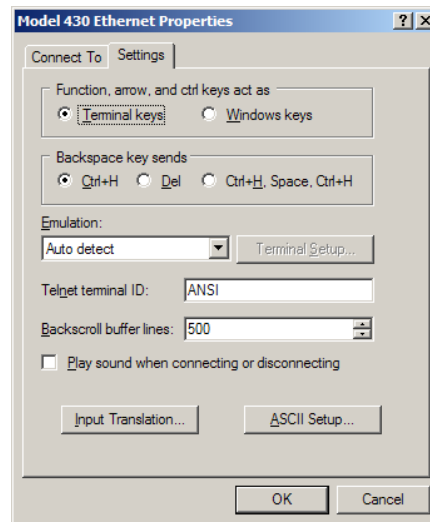 Model 430 Ethernet Properties
Connect To Settings
Function, arrow, and ctrl keys act as
Terminal keys Windows keys
Backspace key sends
Ctrl+H Del Ctrl+H, Space, Ctrl+H
Emulation:
Auto detect Terminal Setup...
Telnet terminal ID: ANSI
Backscroll buffer lines: 500
Play sound when connecting or disconnecting
Input Translation... ASCII Setup...
OK Cancel